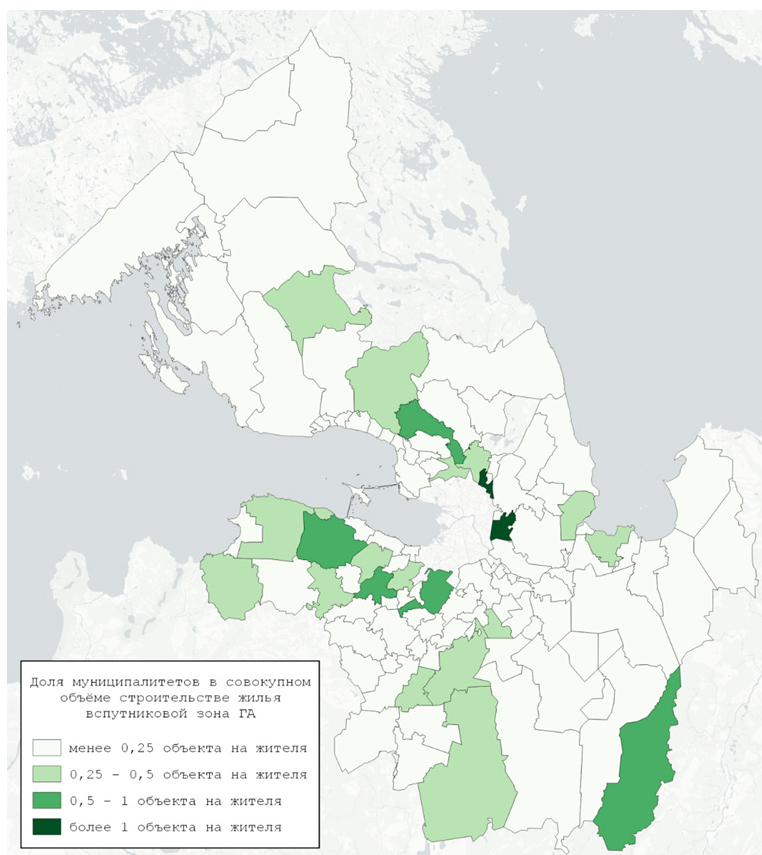 Доля муниципалитетов в совокупном
объёме строительстве жилья
вспутниковой зона ГА
менее 0,25 объекта на жителя
0,25 – 0,5 объекта на жителя
0,5 – 1 объекта на жителя
более 1 объекта на жителя